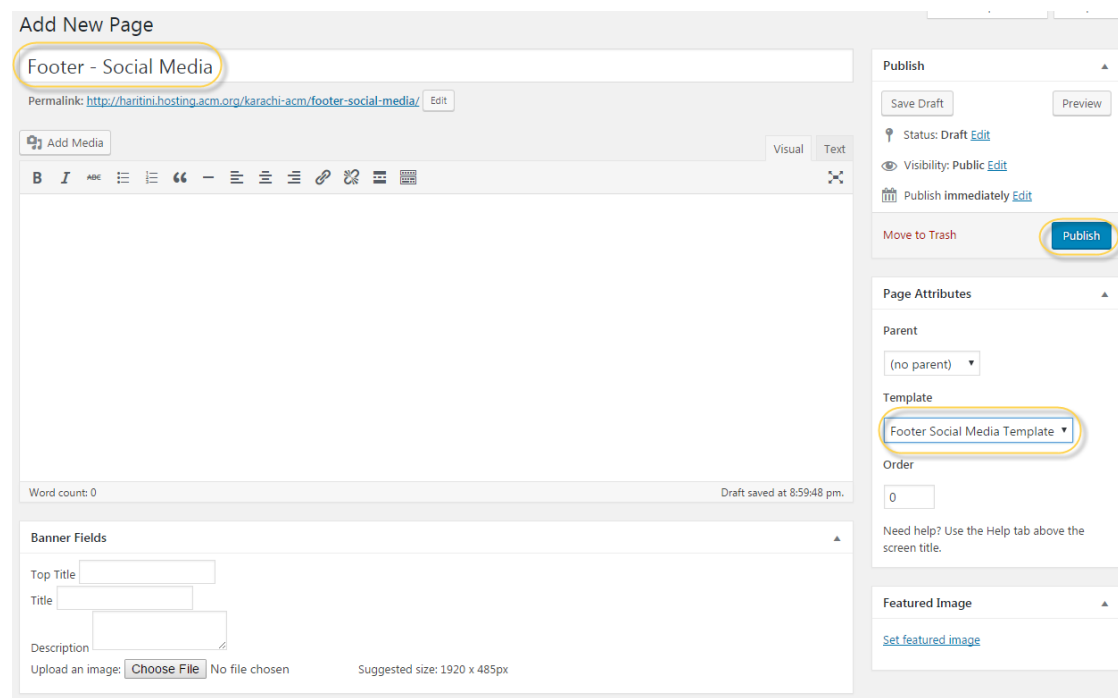 Add New Page
Footer - Social Media
Permalink: http://haritini.hosting.acm.org/karachi-acm/footer-social-media/ Edit
Add Media
Visual Text
B I ABC
Word count: 0 Draft saved at 8:59:48 pm.
Banner Fields
Top Title
Title
Description
Upload an image: Choose File No file chosen Suggested size: 1920 x 485px
Publish
Save Draft Preview
Status: Draft Edit
Visibility: Public Edit
Publish immediately Edit
Move to Trash Publish
Page Attributes
Parent
(no parent)
Template
Footer Social Media Template
Order
0
Need help? Use the Help tab above the
screen title.
Featured Image
Set featured image